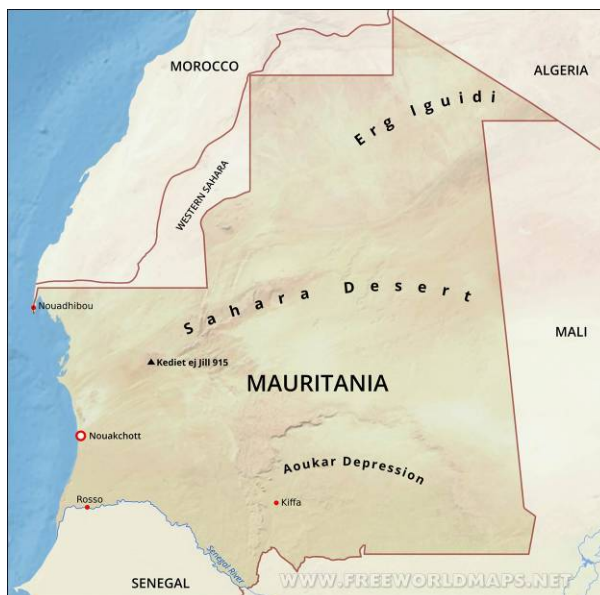 MOROCCO
ALGERIA
Erg Iguidi
WESTERN SAHARA
Sahara Desert
Nouadhibou
MALI
Kediet ej Jill 915
MAURITANIA
Nouakchott
Aoukar Depression
Rosso
Kiffa
Senegal River
SENEGAL
WWW.FREEWORLDMAPS.NET